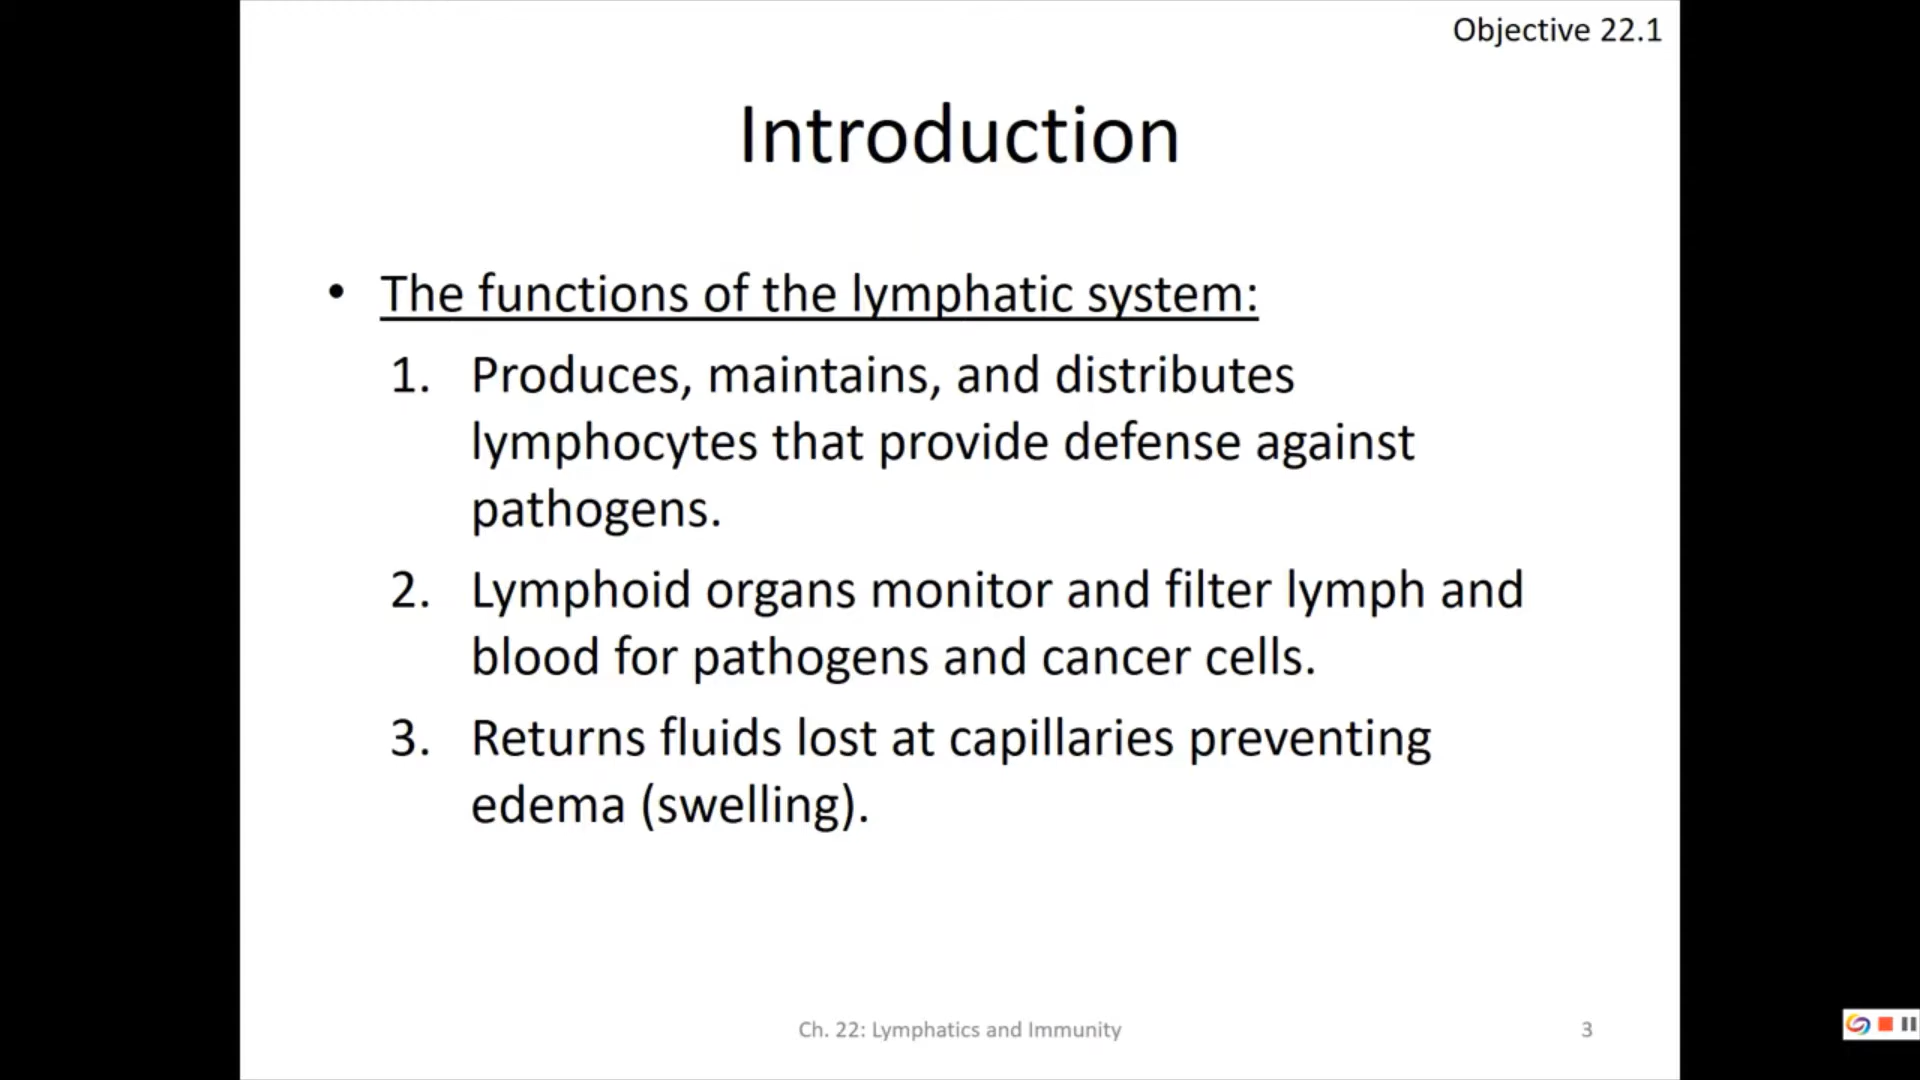 Objective 22.1
Introduction
• The functions of the lymphatic system:
1. Produces, maintains, and distributes
lymphocytes that provide defense against
pathogens.
2. Lymphoid organs monitor and filter lymph and
blood for pathogens and cancer cells.
3. Returns fluids lost at capillaries preventing
edema (swelling).
Ch. 22: Lymphatics and Immunity
3